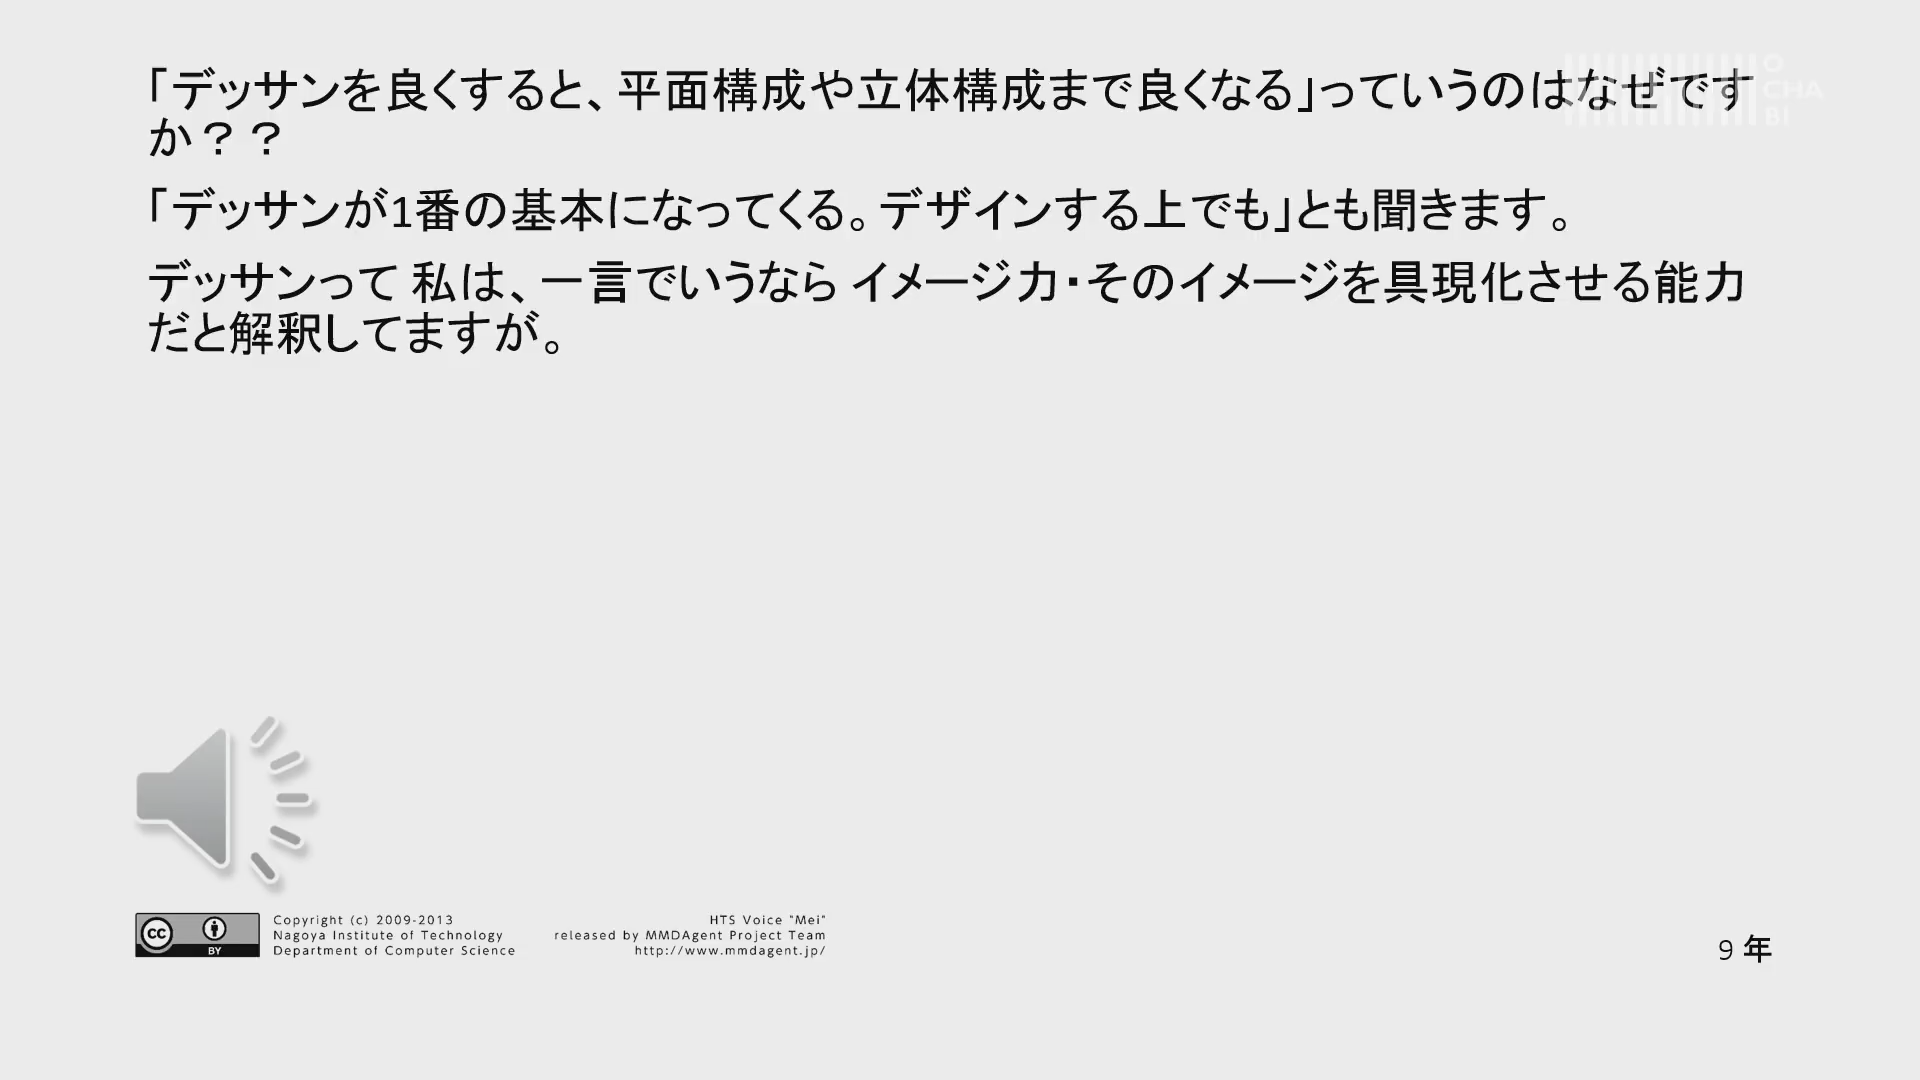 「デッサンを良くすると、平面構成や立体構成まで良くなる」っていうのはなぜです
か？？
「デッサンが1番の基本になってくる。デザインする上でも」とも聞きます。
デッサンって 私は、一言でいうなら イメージ力・そのイメージを具現化させる能力
だと解釈してますが。
O
CHA
BI
cc
BY
Copyright (c) 2009-2013
Nagoya Institute of Technology
Department of Computer Science
HTS Voice "Mei"
released by MMDAgent Project Team
http://www.mmdagent.jp/
9 年